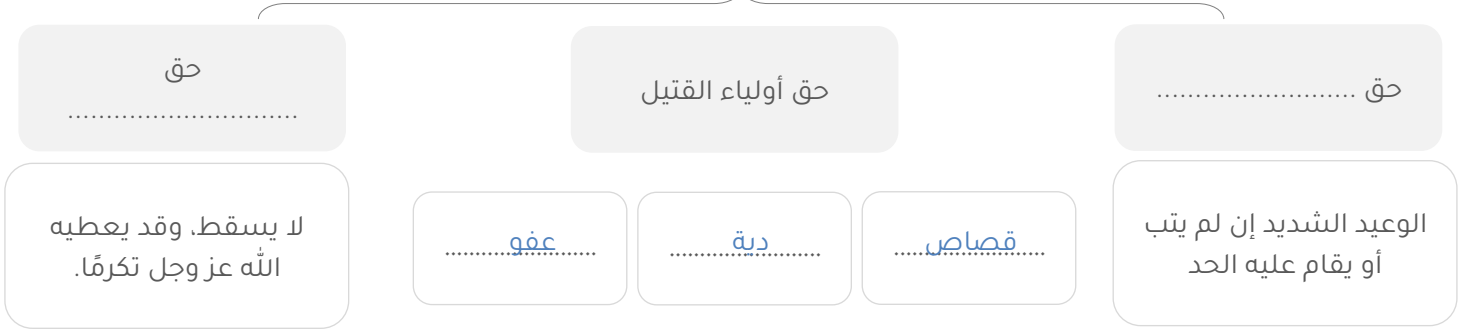 حق ..........................
حق أولياء القتيل
حق
..............................
الوعيد الشديد إن لم يتب
أو يقام عليه الحد
قصاص
دية
عفو
لا يسقط، وقد يعطيه
الله عز وجل تكرمًا.